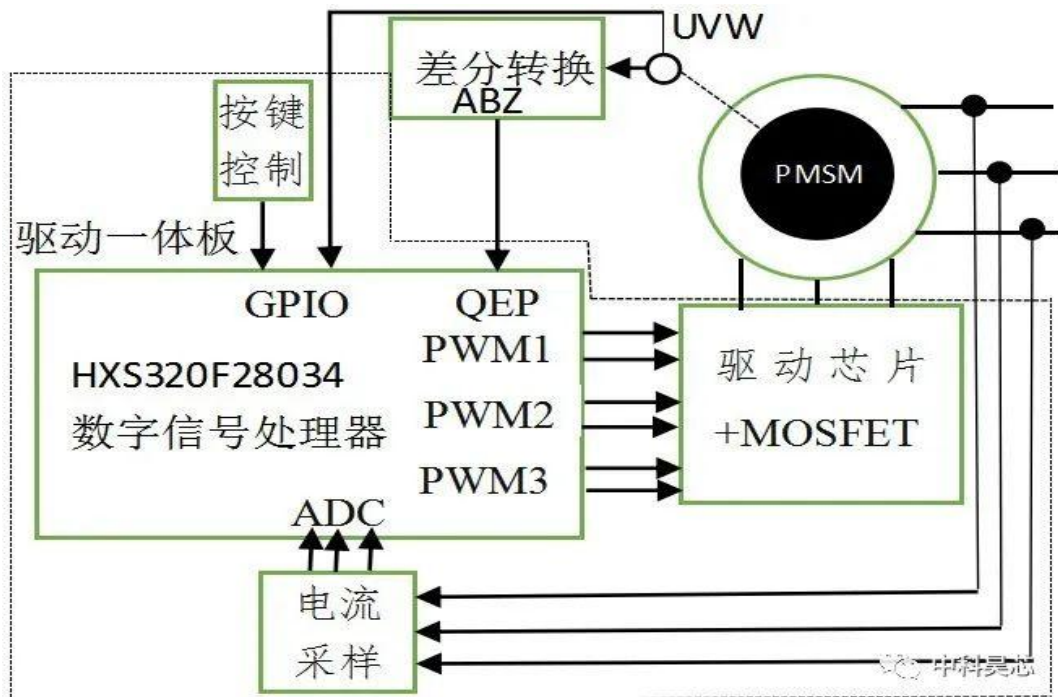 UVW
差分转换
ABZ
按键
控制
PMSM
驱动一体板
GPIO
QEP
PWM1
HXS320F28034
数字信号处理器
PWM2
PWM3
ADC
驱动芯片
+MOSFET
电流
采样
中科昊芯